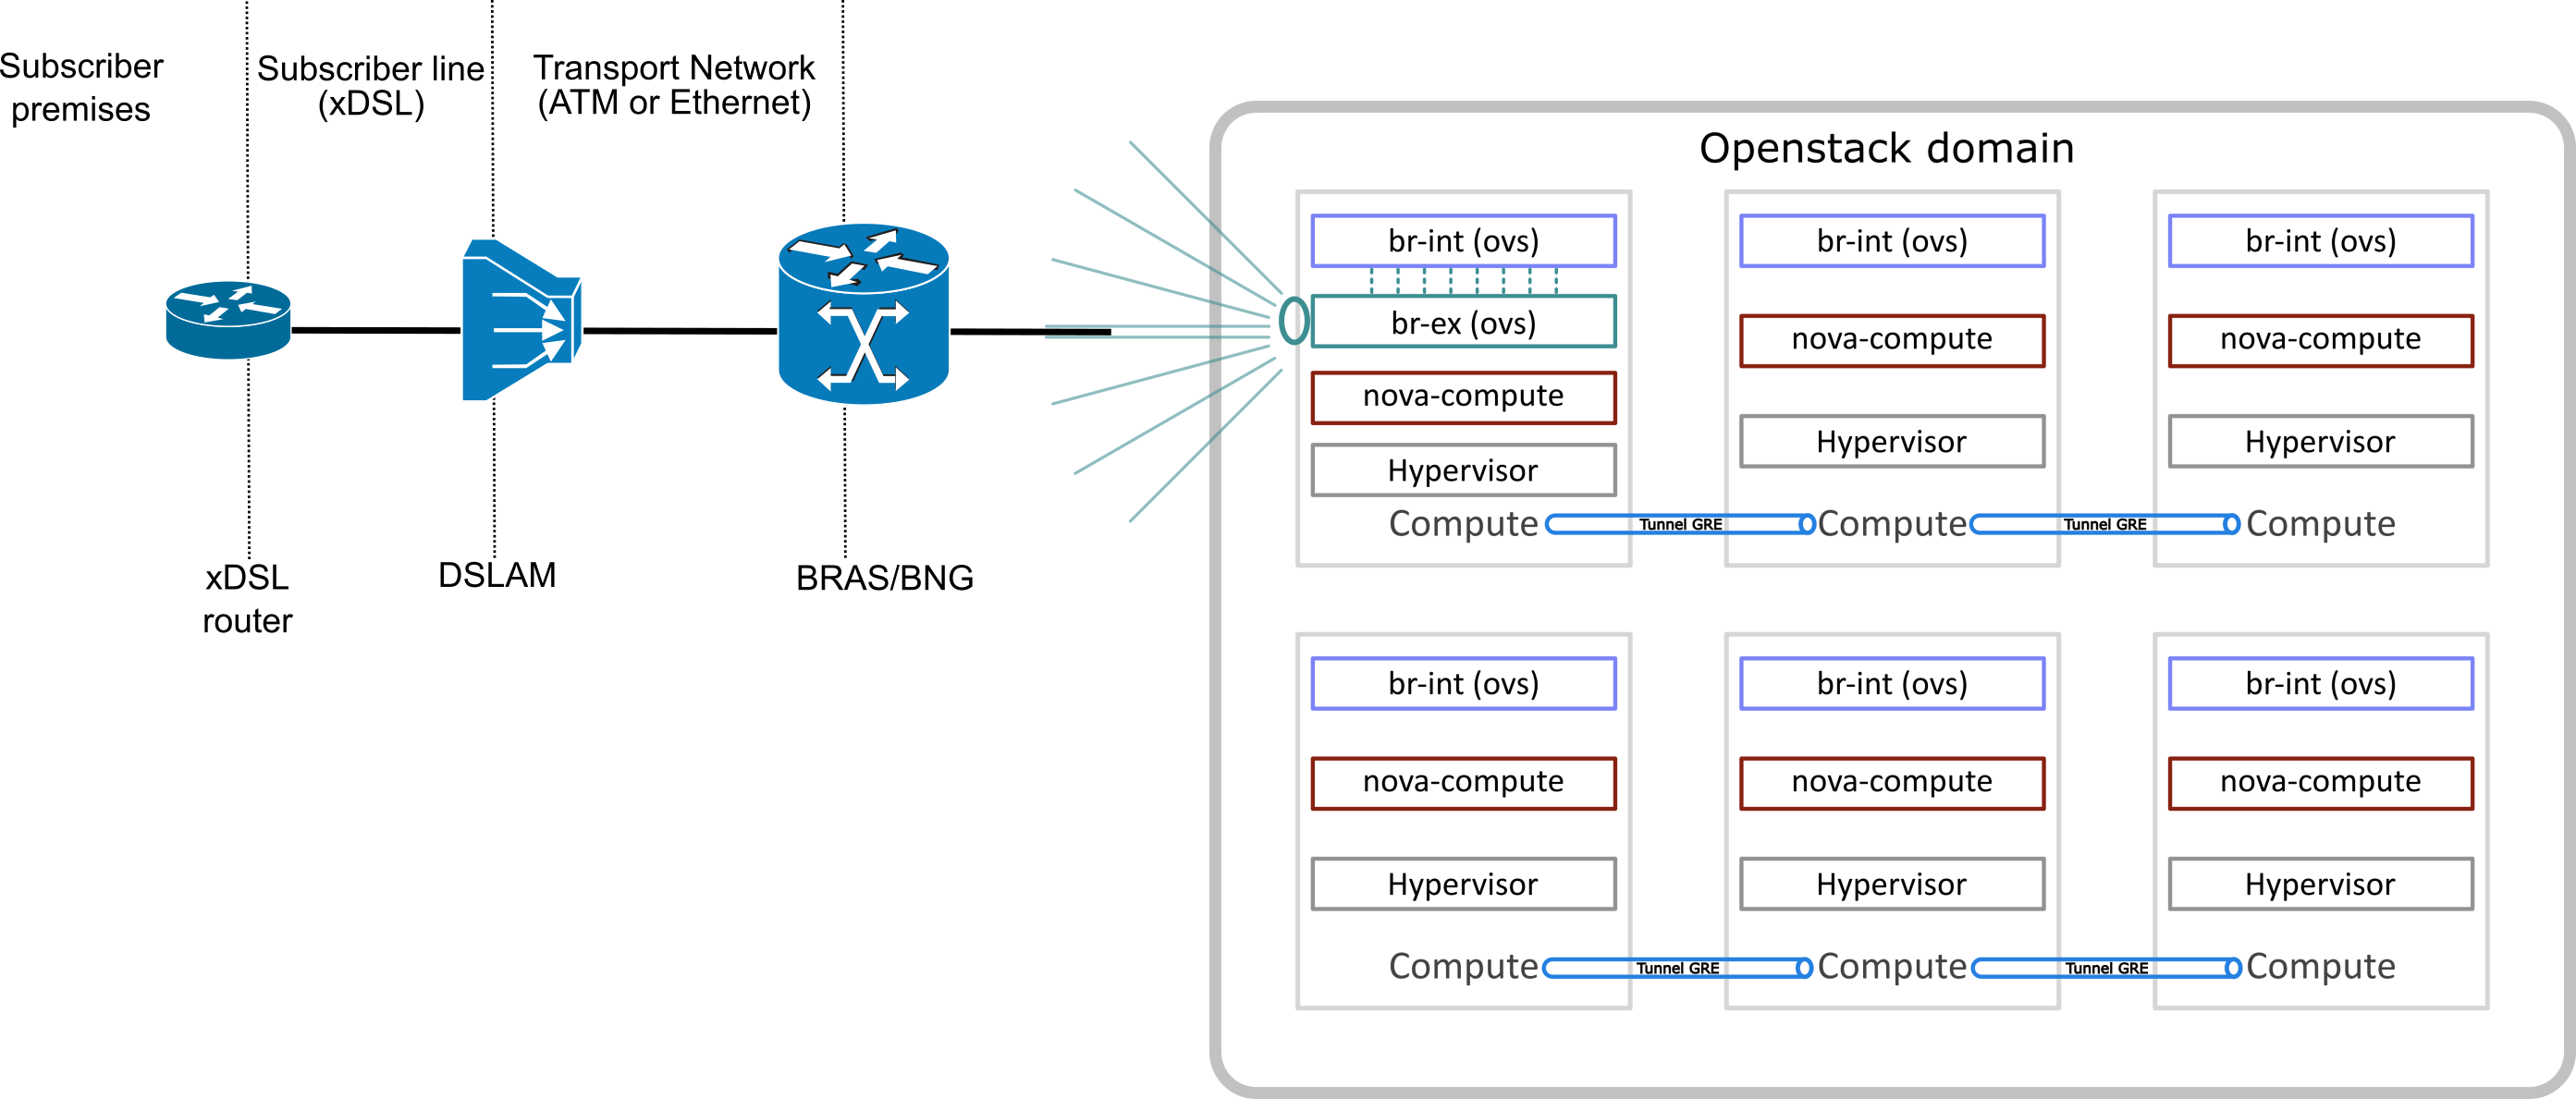 Subscriber
premises
Subscriber line
(xDSL)
Transport Network
(ATM or Ethernet)
xDSL
router
DSLAM
BRAS/BNG
Openstack domain
br-int (ovs)
br-ex (ovs)
nova-compute
Hypervisor
Compute
Tunnel GRE
br-int (ovs)
nova-compute
Hypervisor
Compute
Tunnel GRE
br-int (ovs)
nova-compute
Hypervisor
Compute
br-int (ovs)
nova-compute
Hypervisor
Compute
Tunnel GRE
br-int (ovs)
nova-compute
Hypervisor
Compute
Tunnel GRE
br-int (ovs)
nova-compute
Hypervisor
Compute